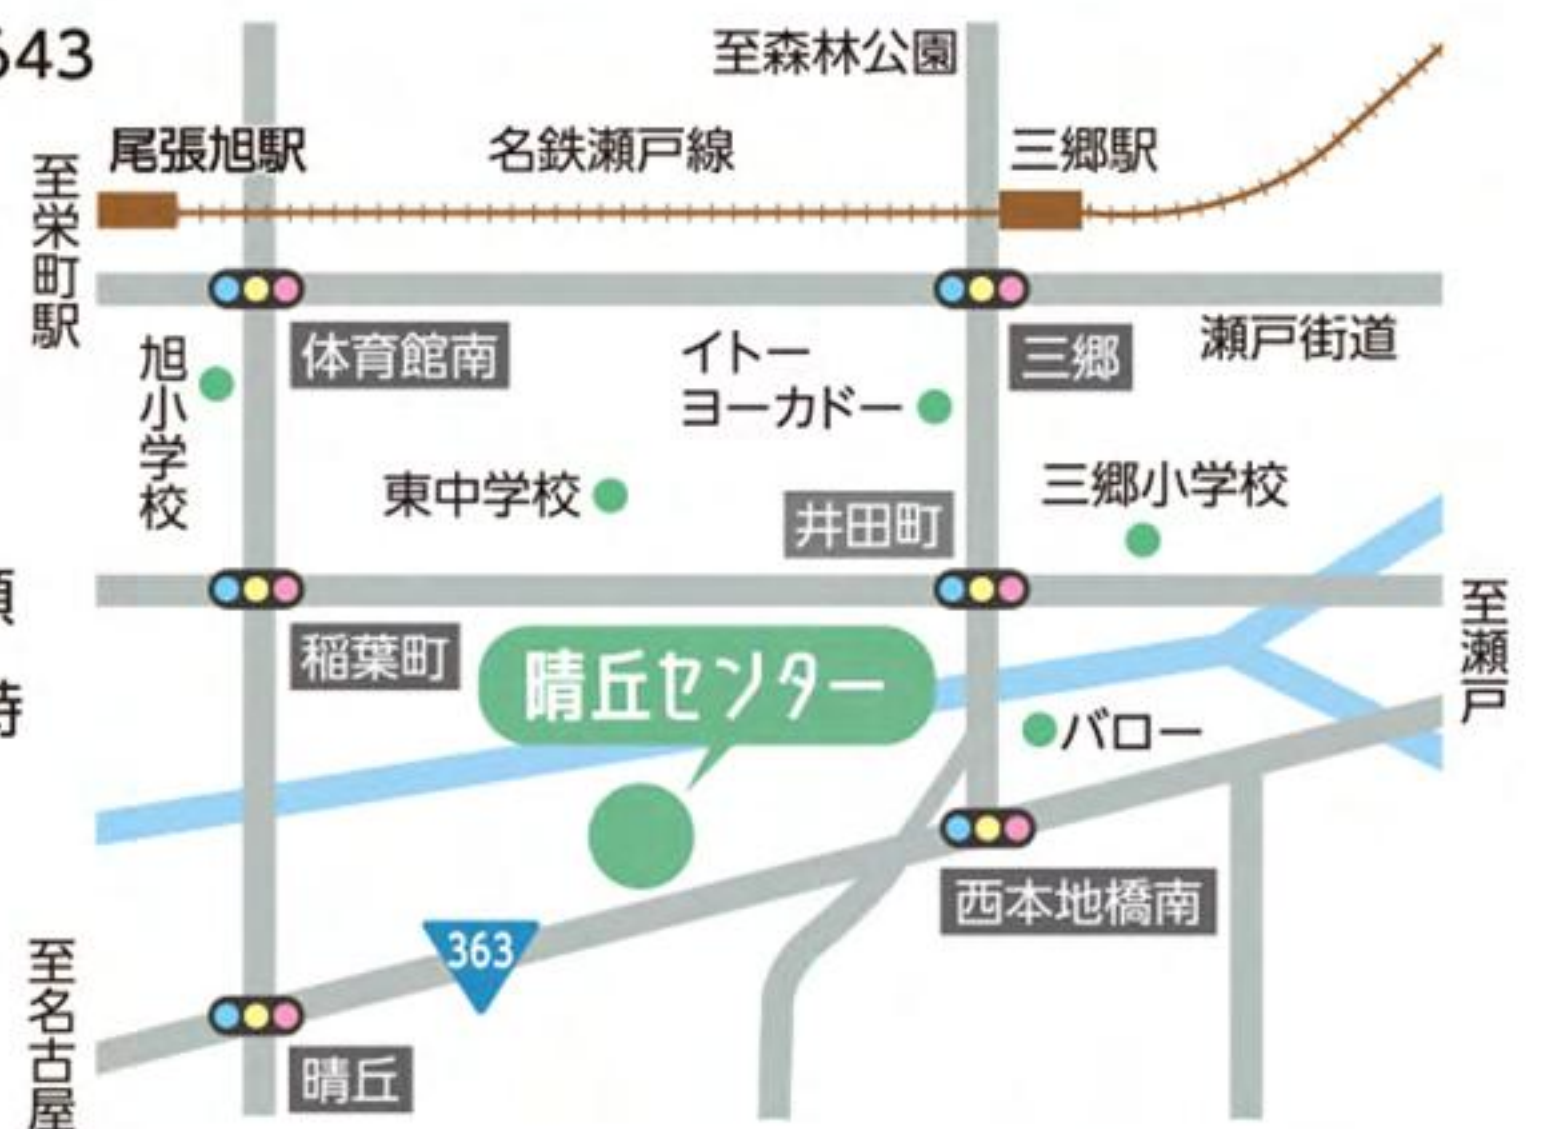 643
至森林公園
尾張旭駅
名鉄瀬戸線
三郷駅
至栄町駅
体育館南
三郷
瀬戸街道
旭小学校
イトー
ヨーカドー
東中学校
井田町
三郷小学校
至瀬戸
稲葉町
晴丘センター
バロー
西本地橋南
363
至名古屋
晴丘